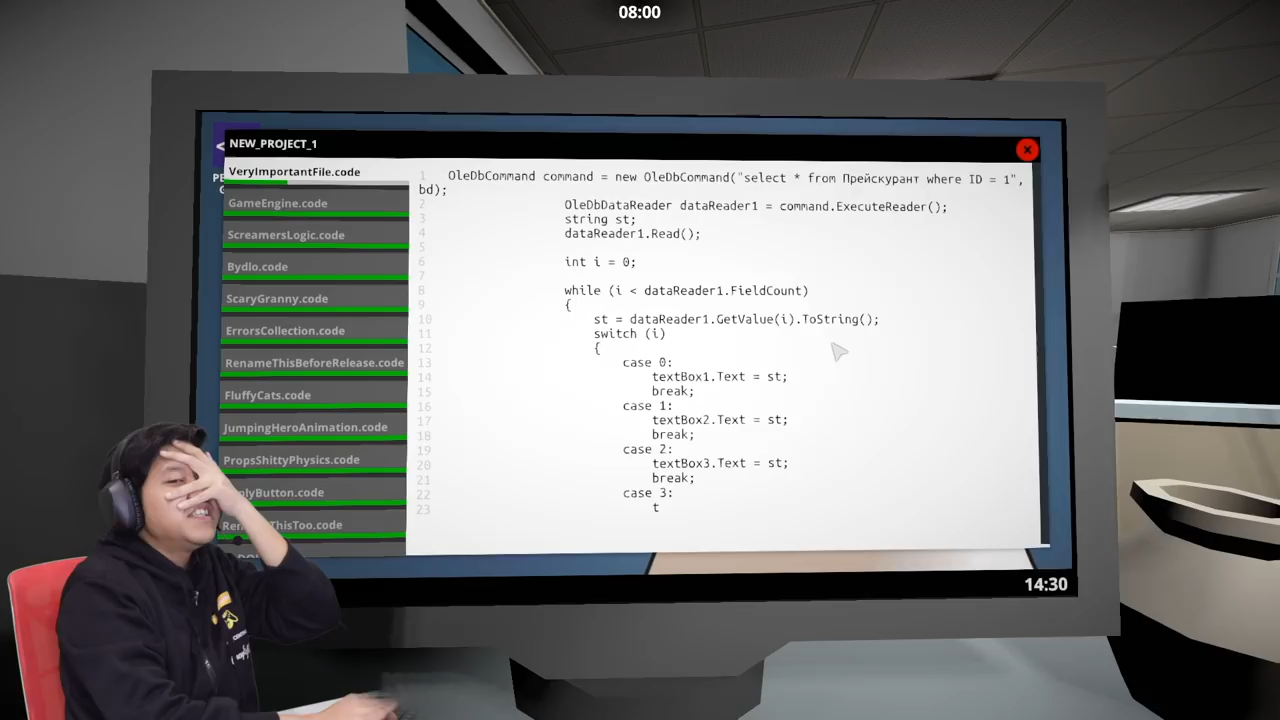 08:00
NEW_PROJECT_1
VeryImportantFile.code
GameEngine.code
ScreamersLogic.code
Bydlo.code
ScaryGranny.code
ErrorsCollection.code
RenameThisBeforeRelease.code
FluffyCats.code
JumpingHeroAnimation.code
PropsShittyPhysics.code
plyButton.code
1 OleDbCommand command = new OleDbCommand("select * from Прейскурант where ID = 1",
bd);
2 OleDbDataReader dataReader1 = command.ExecuteReader();
3 string st;
4 dataReader1.Read();
5
6 int i = 0;
7
8 while (i < dataReader1.FieldCount)
9 {
10 st = dataReader1.GetValue(i).ToString();
11 switch (i)
12 {
13 case 0:
14 textBox1.Text = st;
15 break;
16 case 1:
17 textBox2.Text = st;
18 break;
19 case 2:
20 textBox3.Text = st;
21 break;
22 case 3:
23 t
14:30